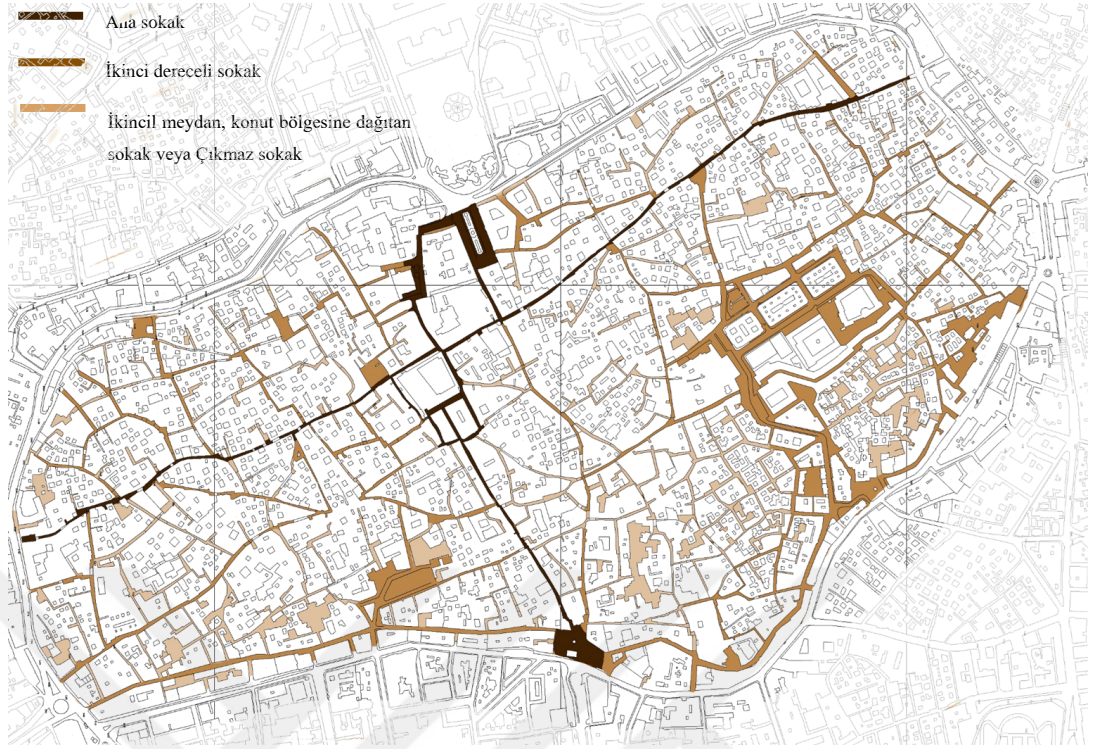 Ana sokak
İkinci dereceli sokak
İkincil meydan, konut bölgesine dağıtan
sokak veya Çıkmaz sokak